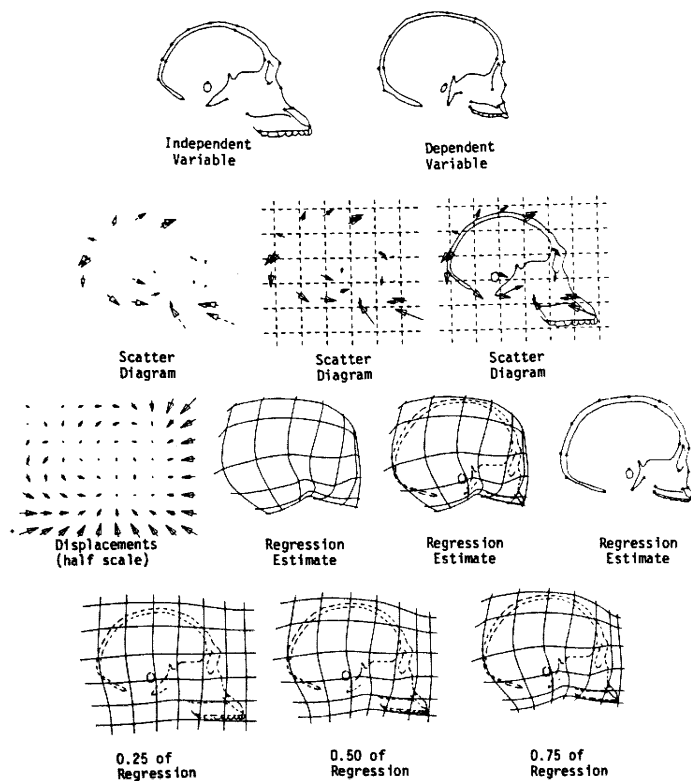 Independent
Variable
Dependent
Variable
Scatter
Diagram
Scatter
Diagram
Scatter
Diagram
Displacements
(half scale)
Regression
Estimate
Regression
Estimate
Regression
Estimate
0.25 of
Regression
0.50 of
Regression
0.75 of
Regression